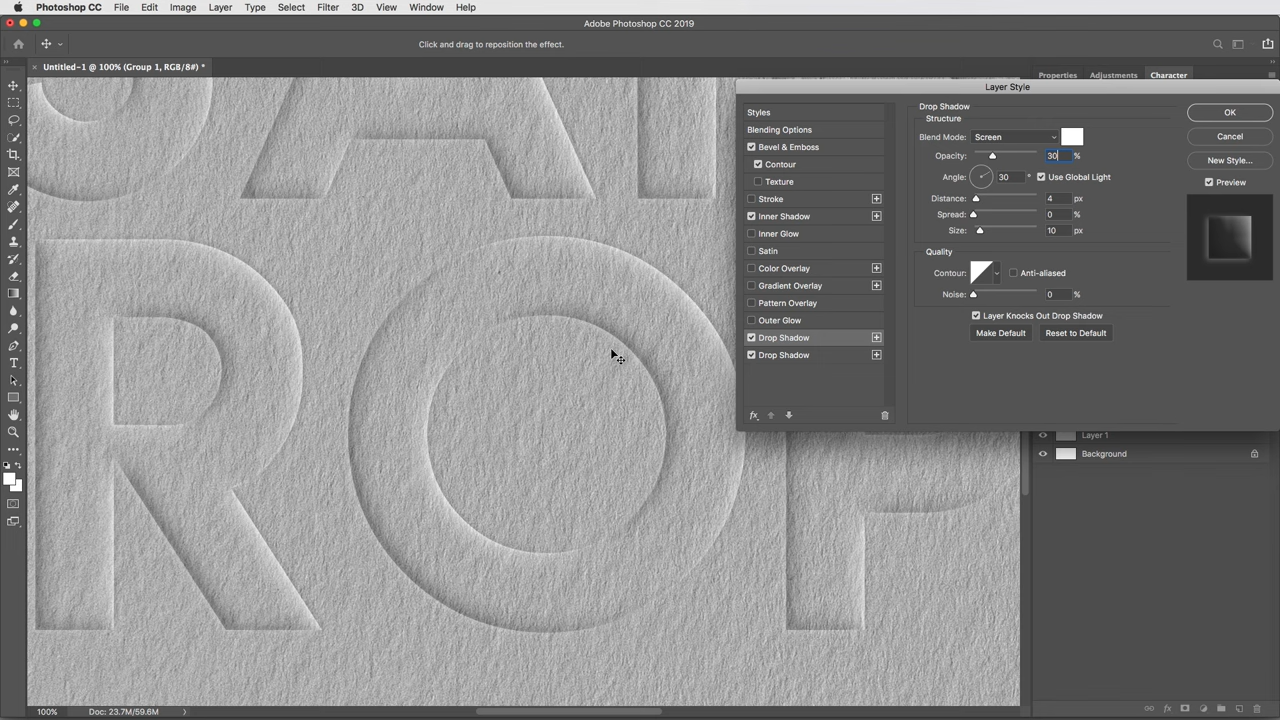 Photoshop CC File Edit Image Layer Type Select Filter 3D View Window Help
Adobe Photoshop CC 2019
Click and drag to reposition the effect.
Untitled-1 @ 100% (Group 1, RGB/8#) *
Properties Adjustments Character
Layer Style
Styles
Blending Options
Bevel & Emboss
Contour
Texture
Stroke
Inner Shadow
Inner Glow
Satin
Color Overlay
Gradient Overlay
Pattern Overlay
Outer Glow
Drop Shadow
Drop Shadow
fx
Drop Shadow
Structure
Blend Mode: Screen
Opacity: 30 %
Angle: 30 ° Use Global Light
Distance: 4 px
Spread: 0 %
Size: 10 px
Quality
Contour: Anti-aliased
Noise: 0 %
Layer Knocks Out Drop Shadow
Make Default Reset to Default
OK
Cancel
New Style...
Preview
ROP
Layer 1
Background
100% Doc: 23.7M/59.6M
fx